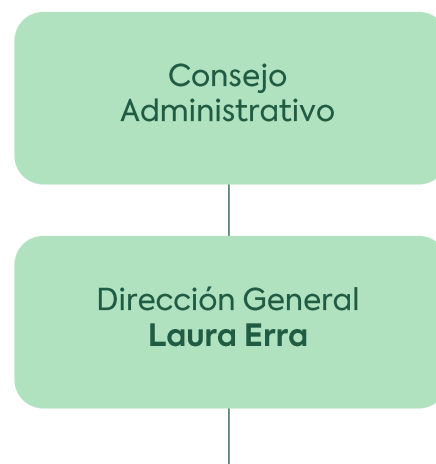 Consejo
Administrativo
Dirección General
Laura Erra